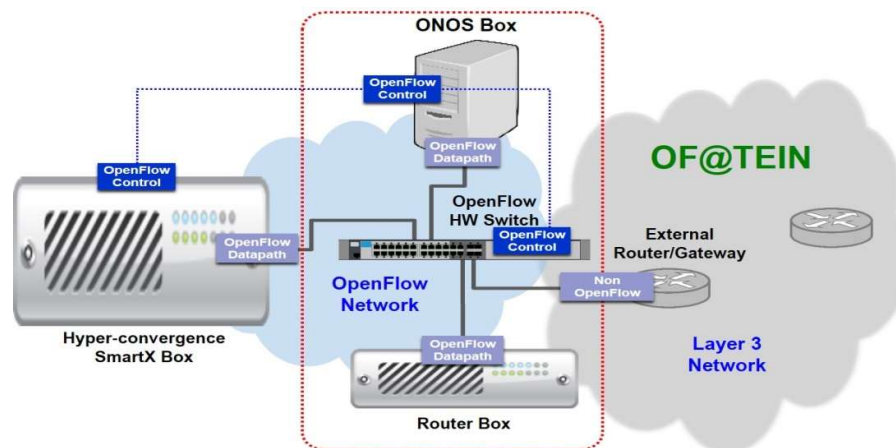 ONOS Box
OpenFlow
Control
OpenFlow
Control
OpenFlow
Datapath
OF@TEIN
OpenFlow
HW Switch
OpenFlow
Control
OpenFlow
Datapath
External
Router/Gateway
OpenFlow
Network
Non
OpenFlow
Hyper-convergence
SmartX Box
OpenFlow
Datapath
Layer 3
Network
Router Box